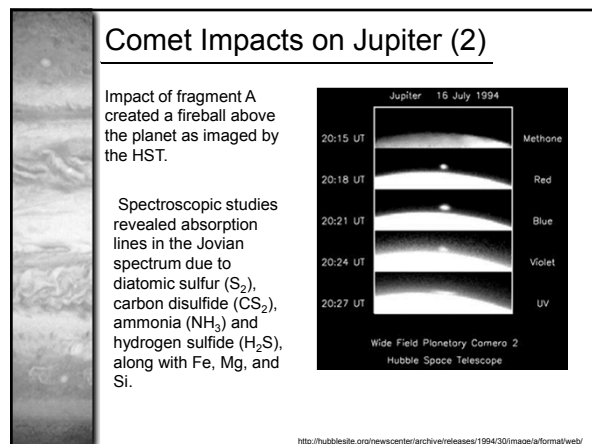 Comet Impacts on Jupiter (2)
Impact of fragment A
created a fireball above
the planet as imaged by
the HST.
Spectroscopic studies
revealed absorption
lines in the Jovian
spectrum due to
diatomic sulfur (S₂),
carbon disulfide (CS₂),
ammonia (NH₃) and
hydrogen sulfide (H₂S),
along with Fe, Mg, and
Si.
Jupiter 16 July 1994
20:15 UT Methane
20:18 UT Red
20:21 UT Blue
20:24 UT Violet
20:27 UT UV
Wide Field Planetary Camera 2
Hubble Space Telescope
http://hubblesite.org/newscenter/archive/releases/1994/30/image/a/format/web/